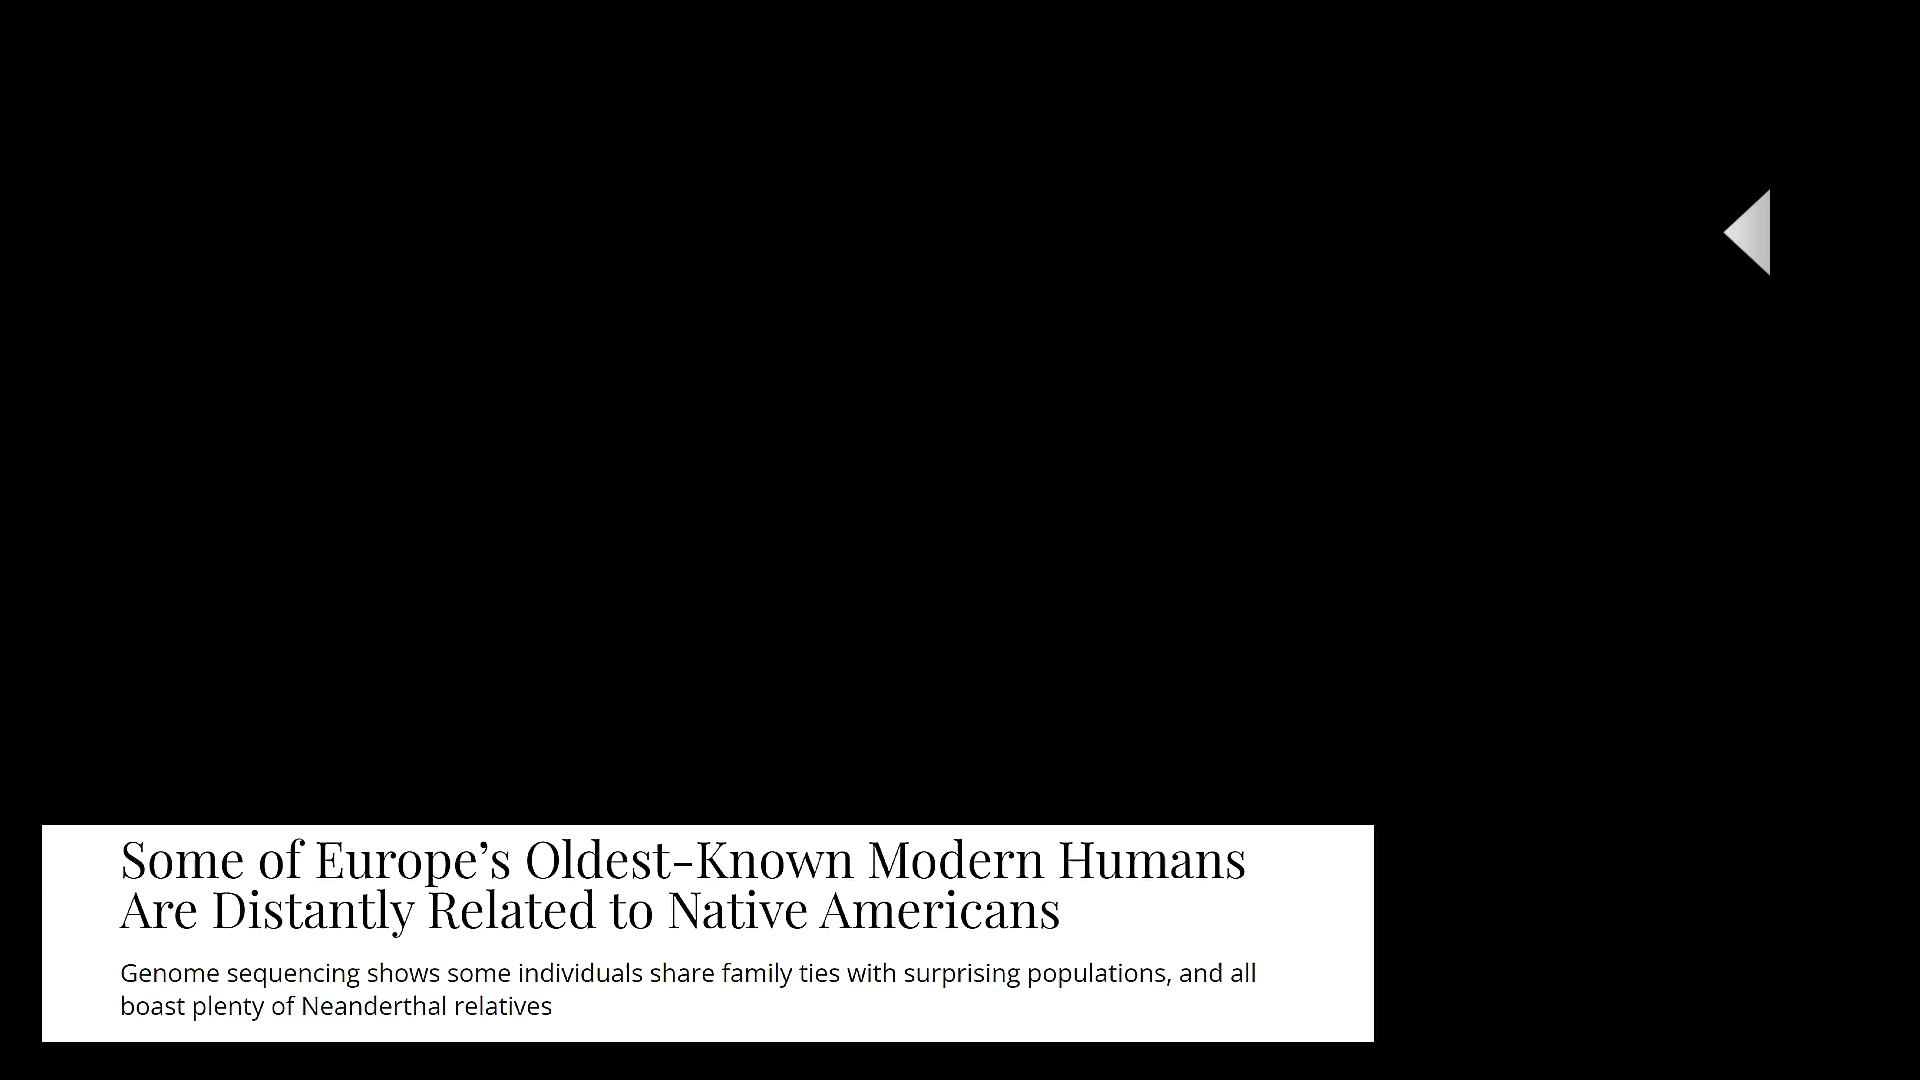 Some of Europe’s Oldest-Known Modern Humans
Are Distantly Related to Native Americans
Genome sequencing shows some individuals share family ties with surprising populations, and all
boast plenty of Neanderthal relatives